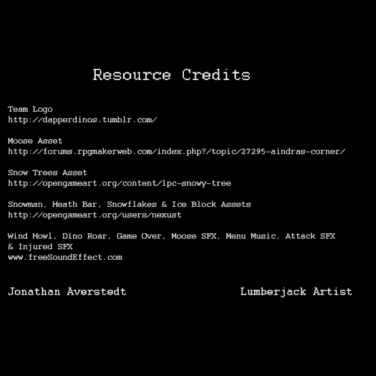 Resource Credits
Team Logo
http://dapperdinos.tumblr.com/
Moose Asset
http://forums.rpgmakerweb.com/index.php?/topic/27295-aindras-corner/
Snow Trees Asset
http://opengameart.org/content/lpc-snowy-tree
Snowman, Heath Bar, Snowflakes & Ice Block Assets
http://opengameart.org/users/nexust
Wind Howl, Dino Roar, Game Over, Moose SFX, Menu Music, Attack SFX
& Injured SFX
www.freeSoundEffect.com
Jonathan Averstedt Lumberjack Artist